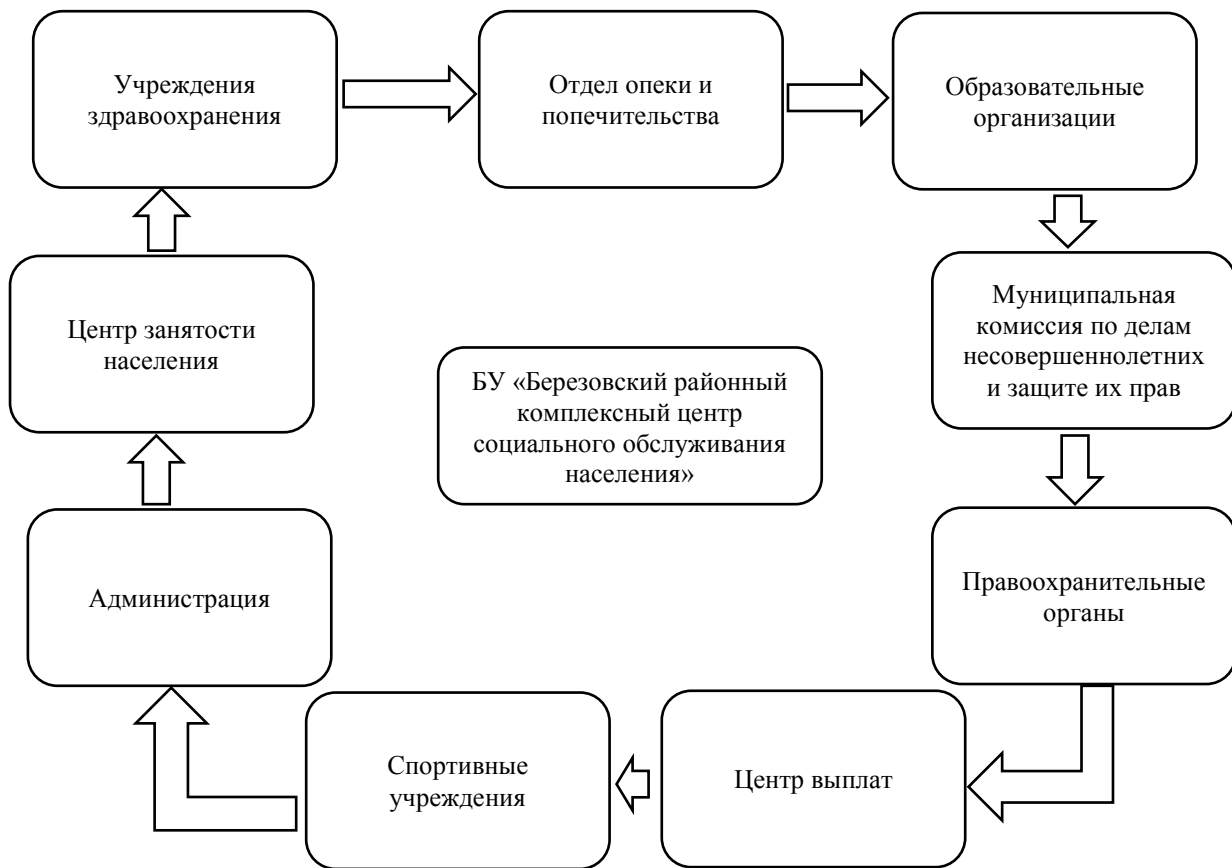 Учреждения
здравоохранения
Отдел опеки и
попечительства
Образовательные
организации
Центр занятости
населения
БУ «Березовский районный
комплексный центр
социального обслуживания
населения»
Муниципальная
комиссия по делам
несовершеннолетних
и защите их прав
Администрация
Правоохранительные
органы
Спортивные
учреждения
Центр выплат